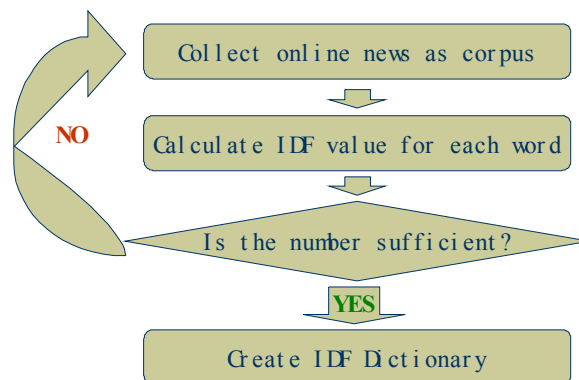 Collect online news as corpus
NO
Calculate IDF value for each word
Is the number sufficient?
YES
Create IDF Dictionary